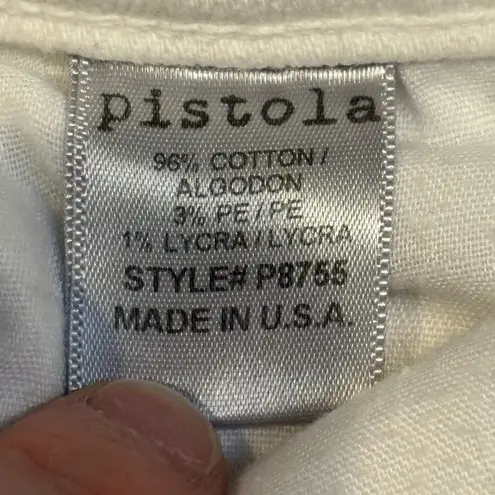 pistola
96% COTTON /
ALGODON
3% PE / PE
1% LYCRA / LYCRA
STYLE# P8755
MADE IN U.S.A.